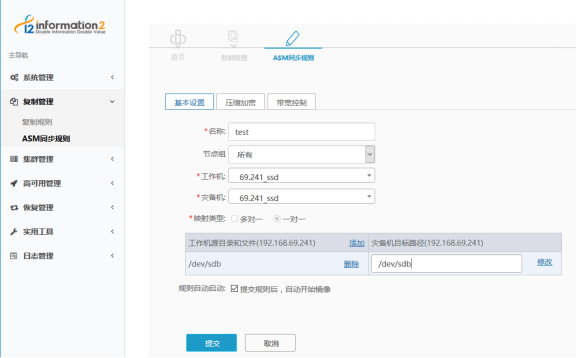 information2
Double Information Double Value
主导航
系统管理
复制管理
复制规则
ASM同步规则
集群管理
高可用管理
恢复管理
实用工具
日志管理
首页
复制管理
ASM同步规则
基本设置
压缩加密
带宽控制
*名称: test
节点组 所有
*工作机: 69.241_ssd
*灾备机: 69.241_ssd
*映射类型: 多对一 一对一
工作机源目录和文件(192.168.69.241) 添加 灾备机目标路径(192.168.69.241)
/dev/sdb 删除 /dev/sdb 修改
规则自动启动: 提交规则后，自动开始镜像
提交 取消